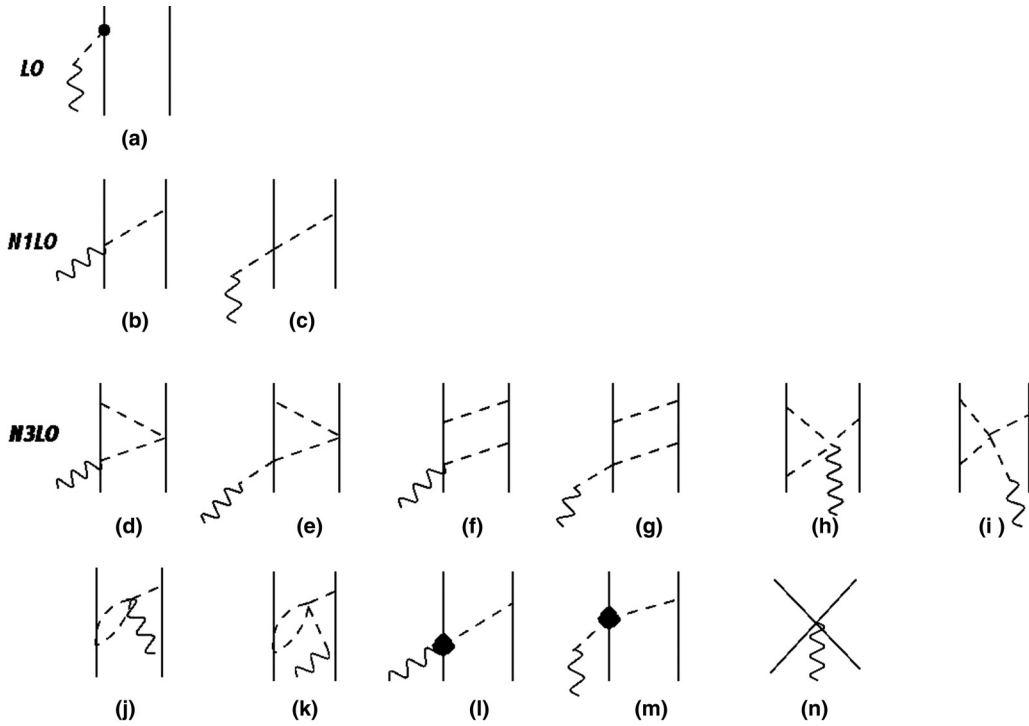 LO
(a)
N1LO
(b) (c)
N3LO
(d) (e) (f) (g) (h) (i )
(j) (k) (l) (m) (n)